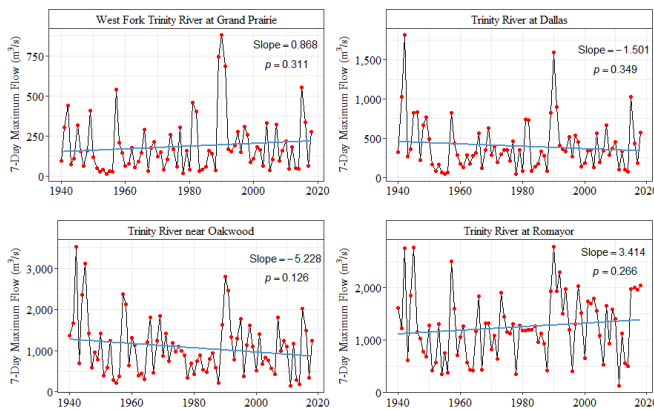 West Fork Trinity River at Grand Prairie
7-Day Maximum Flow (m³/s)
750
500
250
0
Slope = 0.868
p = 0.311
1940 1960 1980 2000 2020
Trinity River at Dallas
7-Day Maximum Flow (m³/s)
1,500
1,000
500
0
Slope = −1.501
p = 0.349
1940 1960 1980 2000 2020
Trinity River near Oakwood
7-Day Maximum Flow (m³/s)
3,000
2,000
1,000
0
Slope = −5.228
p = 0.126
1940 1960 1980 2000 2020
Trinity River at Romayor
7-Day Maximum Flow (m³/s)
2,000
1,000
0
Slope = 3.414
p = 0.266
1940 1960 1980 2000 2020